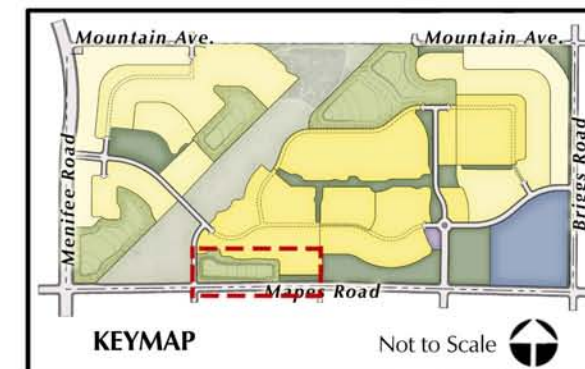 Mountain Ave.
Mountain Ave.
Menifee Road
Briggs Road
Mapes Road
KEYMAP
Not to Scale